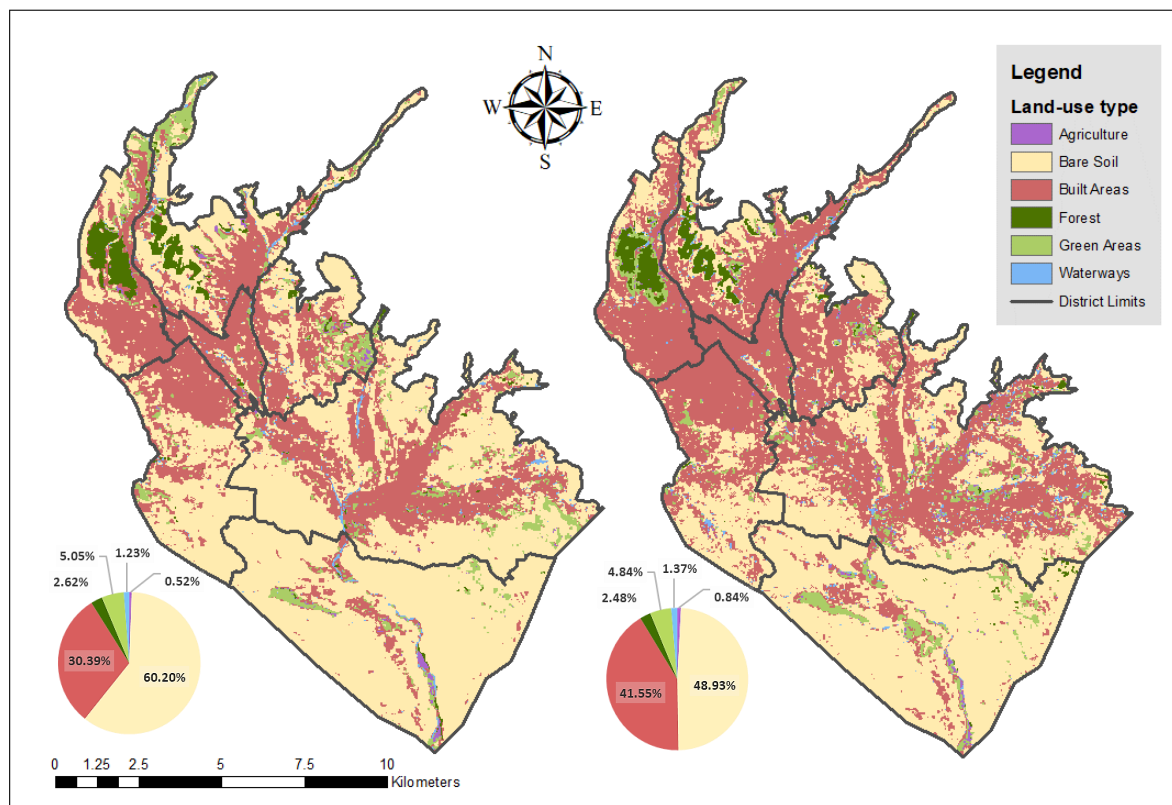 N
W E
S
Legend
Land-use type
Agriculture
Bare Soil
Built Areas
Forest
Green Areas
Waterways
District Limits
5.05% 1.23%
2.62% 0.52%
30.39%
60.20%
4.84% 1.37%
2.48% 0.84%
41.55% 48.93%
0 1.25 2.5 5 7.5 10
Kilometers